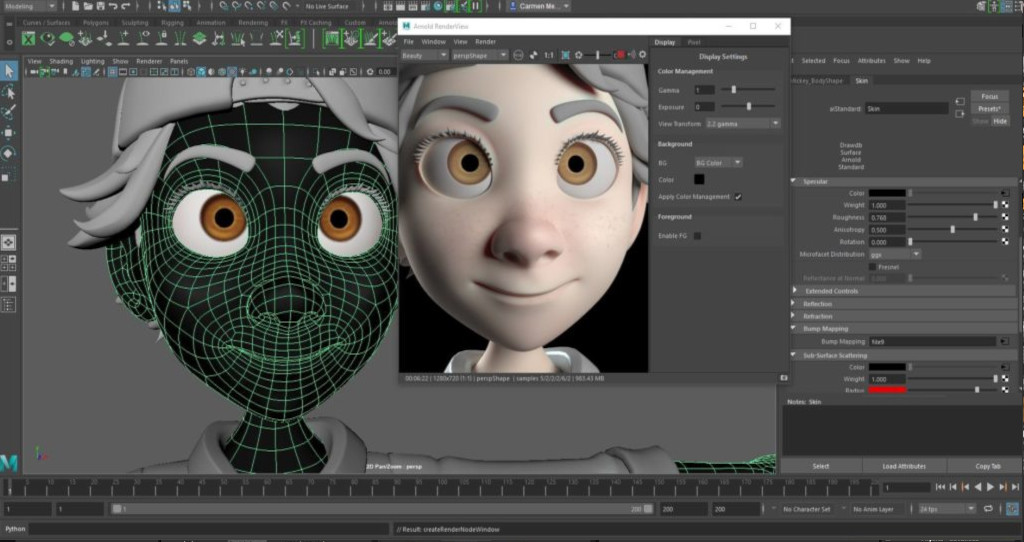 Modeling
No Live Surface
Carmen Me...
Curves / Surfaces Polygons Sculpting Rigging Animation Rendering FX FX Caching Custom
View Shading Lighting Show Renderer Panels
0.00
Arnold RenderView
File Window View Render
Beauty perspShape 1:1
Display Pixel
Display Settings
Color Management
Gamma 1
Exposure 0
View Transform 2.2 gamma
Background
BG BG Color
Color
Apply Color Management
Foreground
Enable FG
00:06:22 | 1280x720 (1:1) | perspShape | samples 5/2/2/2/6/2 | 983.43 MB
Selected Focus Attributes Show Help
Mickey_BodyShape Skin
Focus
aiStandard: Skin Presets*
Show Hide
Drawdb
Surface
Arnold
Standard
Specular
Color
Weight 1.000
Roughness 0.760
Anisotropy 0.500
Rotation 0.000
Microfacet Distribution ggx
Fresnel
Reflectance at Normal
Extended Controls
Reflection
Refraction
Bump Mapping
Bump Mapping
Sub-Surface Scattering
Color
Weight 1.000
Radius
Notes: Skin
Select Load Attributes Copy Tab
2D Pan/Zoom : persp
1
1 1 1 200 200 200 No Character Set No Anim Layer 24 fps
Python // Result: createRenderNodeWindow